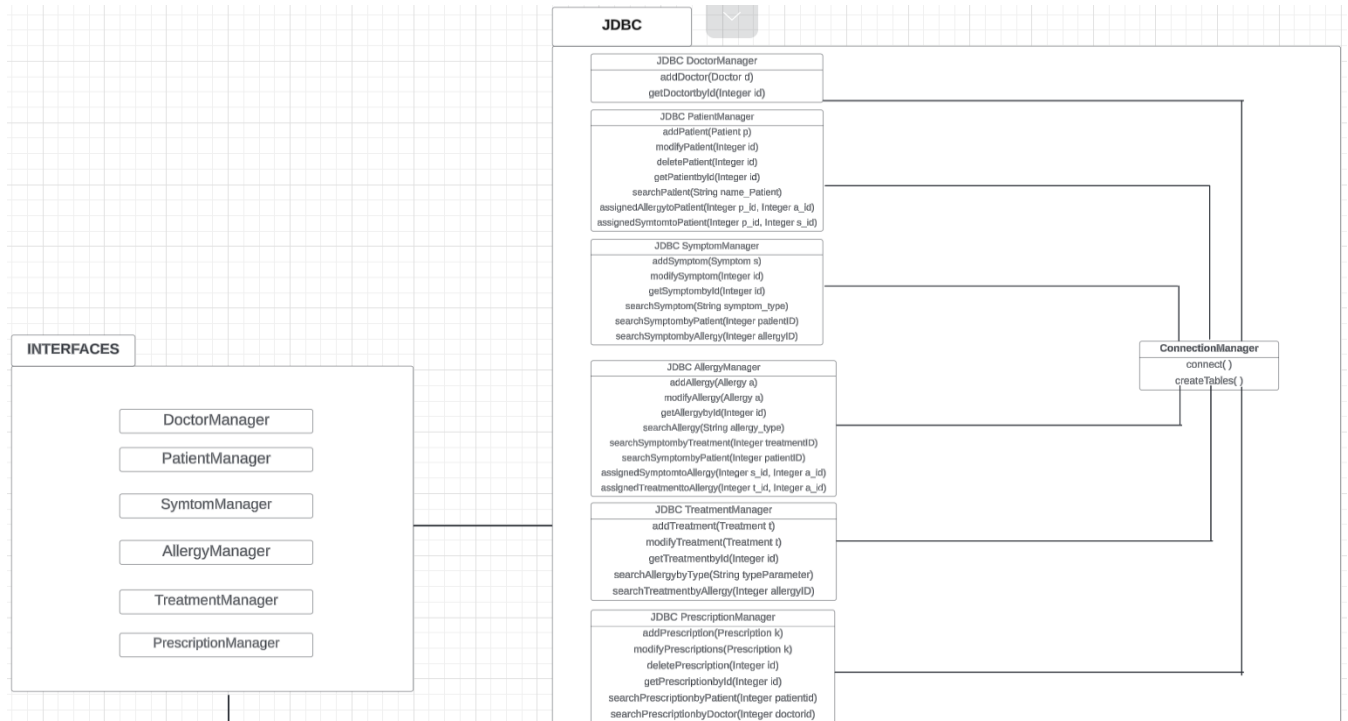 JDBC
JDBC DoctorManager
addDoctor(Doctor d)
getDoctortbyId(Integer id)
JDBC PatientManager
addPatient(Patient p)
modifyPatient(Integer id)
deletePatient(Integer id)
getPatientbyId(Integer id)
searchPatient(String name_Patient)
assignedAllergytoPatient(Integer p_id, Integer a_id)
assignedSymtomtoPatient(Integer p_id, Integer s_id)
JDBC SymptomManager
addSymptom(Symptom s)
modifySymptom(Integer id)
getSymptombyId(Integer id)
searchSymptom(String symptom_type)
searchSymptombyPatient(Integer patientID)
searchSymptombyAllergy(Integer allergyID)
JDBC AllergyManager
addAllergy(Allergy a)
modifyAllergy(Allergy a)
getAllergybyId(Integer id)
searchAllergy(String allergy_type)
searchSymptombyTreatment(Integer treatmentID)
searchSymptombyPatient(Integer patientID)
assignedSymptomtoAllergy(Integer s_id, Integer a_id)
assignedTreatmenttoAllergy(Integer t_id, Integer a_id)
JDBC TreatmentManager
addTreatment(Treatment t)
modifyTreatment(Treatment t)
getTreatmentbyId(Integer id)
searchAllergybyType(String typeParameter)
searchTreatmentbyAllergy(Integer allergyID)
JDBC PrescriptionManager
addPrescription(Prescription k)
modifyPrescriptions(Prescription k)
deletePrescription(Integer id)
getPrescriptionbyId(Integer id)
searchPrescriptionbyPatient(Integer patientid)
searchPrescriptionbyDoctor(Integer doctorid)
ConnectionManager
connect( )
createTables( )
INTERFACES
DoctorManager
PatientManager
SymtomManager
AllergyManager
TreatmentManager
PrescriptionManager